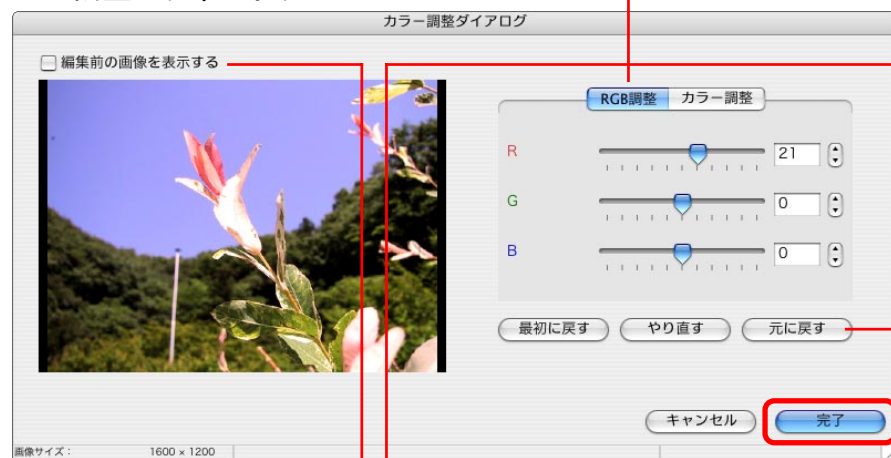 カラー調整ダイアログ
編集前の画像を表示する
RGB調整 カラー調整
R 21
G 0
B 0
最初に戻す やり直す 元に戻す
キャンセル 完了
画像サイズ： 1600 × 1200